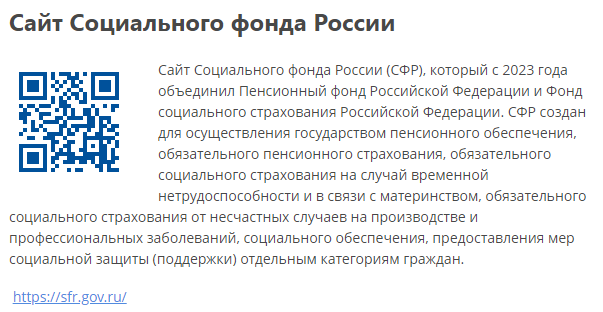 Сайт Социального фонда России
Сайт Социального фонда России (СФР), который с 2023 года
объединил Пенсионный фонд Российской Федерации и Фонд
социального страхования Российской Федерации. СФР создан
для осуществления государством пенсионного обеспечения,
обязательного пенсионного страхования, обязательного
социального страхования на случай временной
нетрудоспособности и в связи с материнством, обязательного
социального страхования от несчастных случаев на производстве и
профессиональных заболеваний, социального обеспечения, предоставления мер
социальной защиты (поддержки) отдельным категориям граждан.
https://sfr.gov.ru/